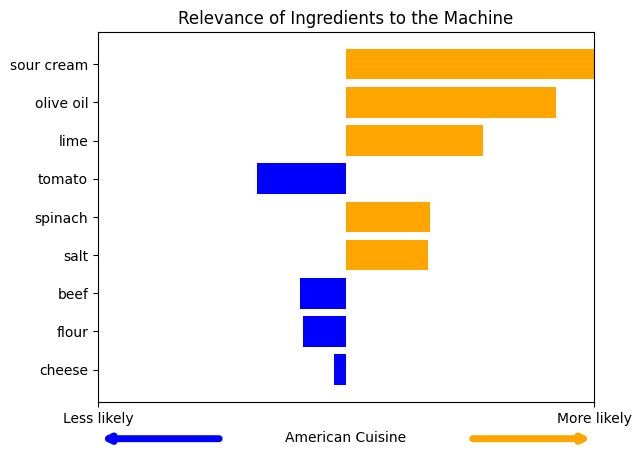 Relevance of Ingredients to the Machine
sour cream
olive oil
lime
tomato
spinach
salt
beef
flour
cheese
Less likely
More likely
American Cuisine